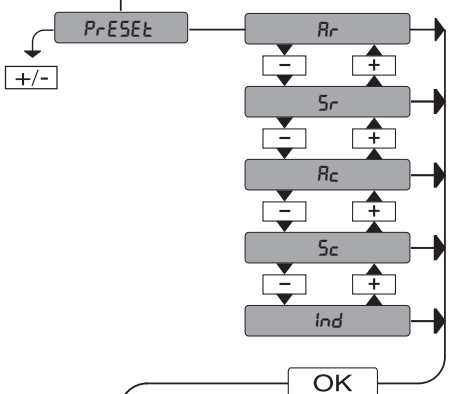 PrESEt Ar
+/- - +
Sr
- +
Ac
- +
Sc
- +
Ind
OK